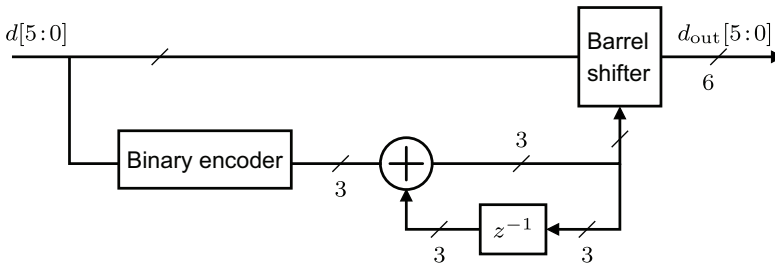 d[5:0]
Barrel
shifter
d_out[5:0]
6
Binary encoder
3
+
3
z^{-1}
3
3